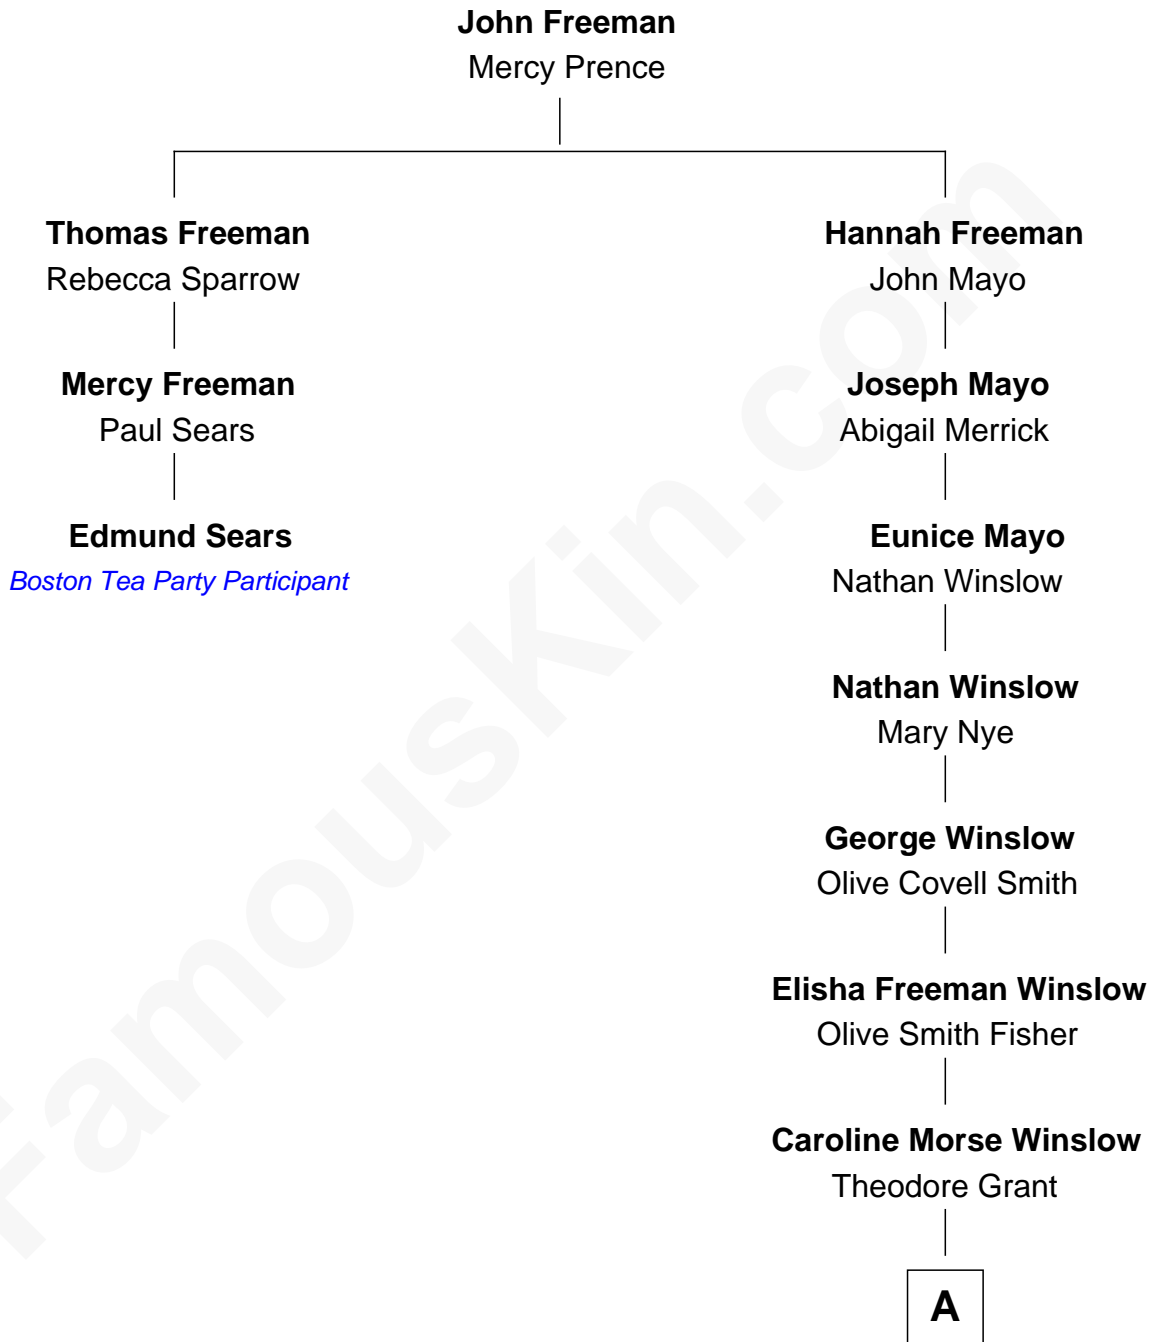 John Freeman
Mercy Prence
Thomas Freeman
Rebecca Sparrow
Mercy Freeman
Paul Sears
Edmund Sears
Boston Tea Party Participant
Hannah Freeman
John Mayo
Joseph Mayo
Abigail Merrick
Eunice Mayo
Nathan Winslow
Nathan Winslow
Mary Nye
George Winslow
Olive Covell Smith
Elisha Freeman Winslow
Olive Smith Fisher
Caroline Morse Winslow
Theodore Grant
A
FamousKin.com